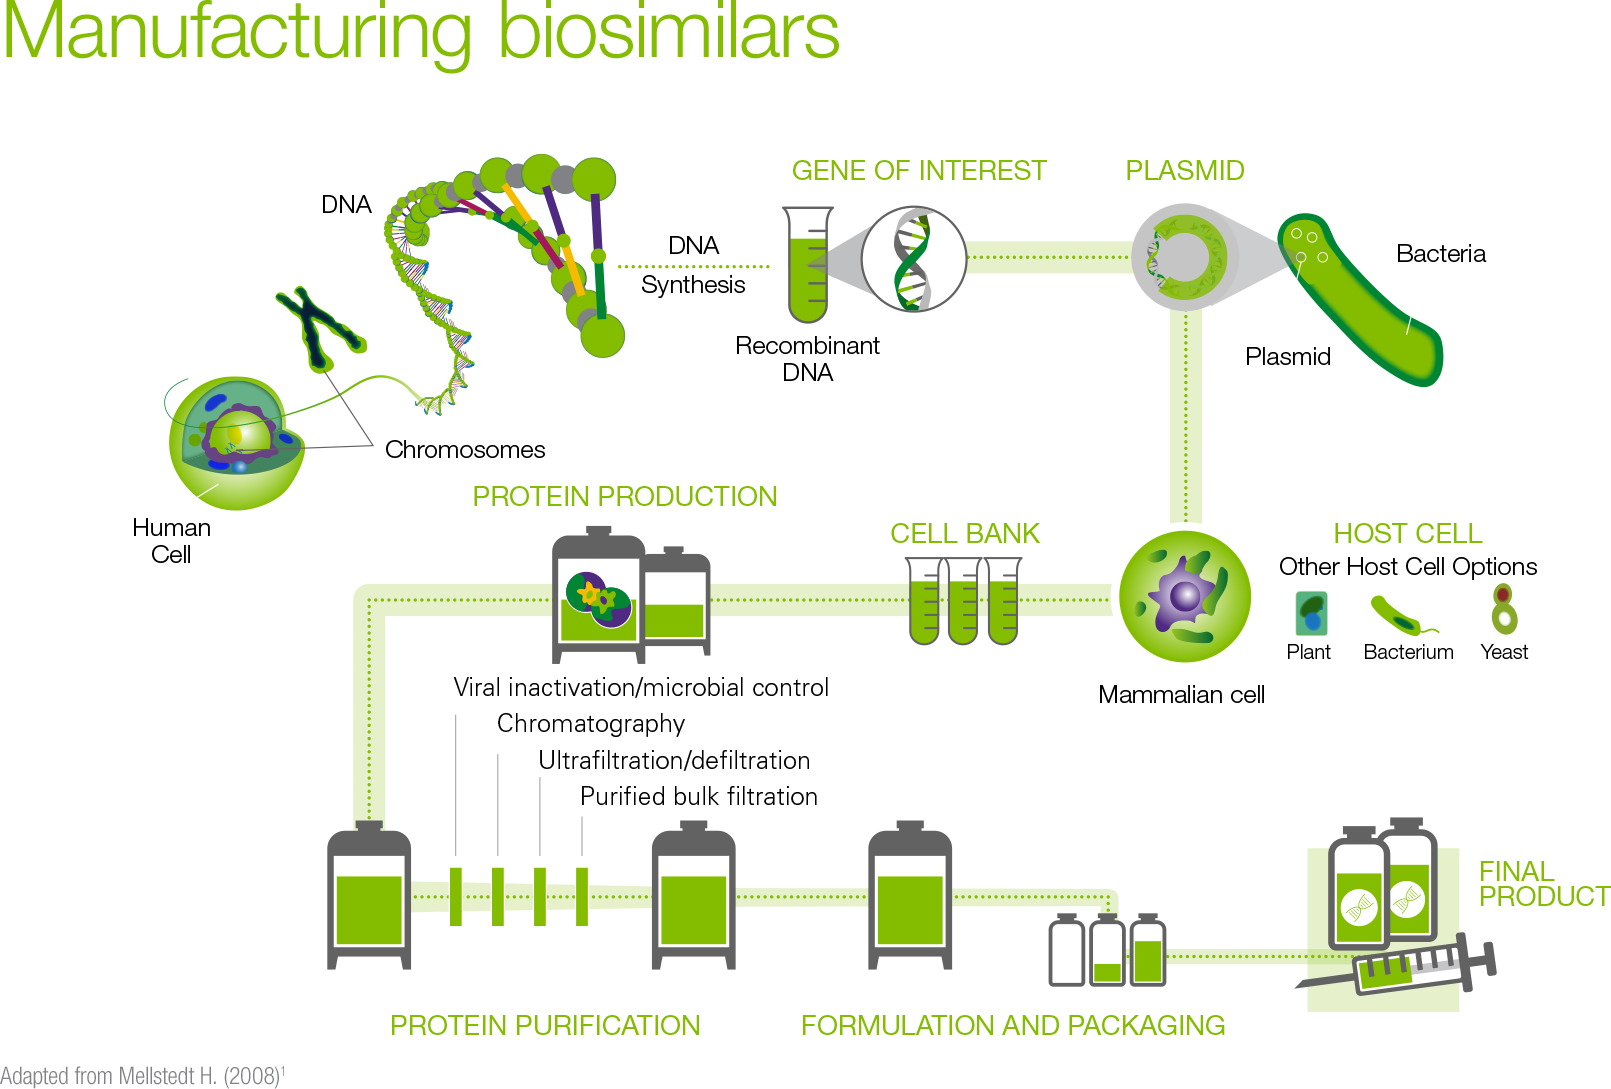 Manufacturing biosimilars
GENE OF INTEREST
PLASMID
DNA
DNA
Synthesis
Bacteria
Recombinant
DNA
Plasmid
Chromosomes
Human
Cell
PROTEIN PRODUCTION
CELL BANK
HOST CELL
Other Host Cell Options
Plant
Bacterium
Yeast
Mammalian cell
Viral inactivation/microbial control
Chromatography
Ultrafiltration/defiltration
Purified bulk filtration
FINAL
PRODUCT
PROTEIN PURIFICATION
FORMULATION AND PACKAGING
Adapted from Mellstedt H. (2008)¹